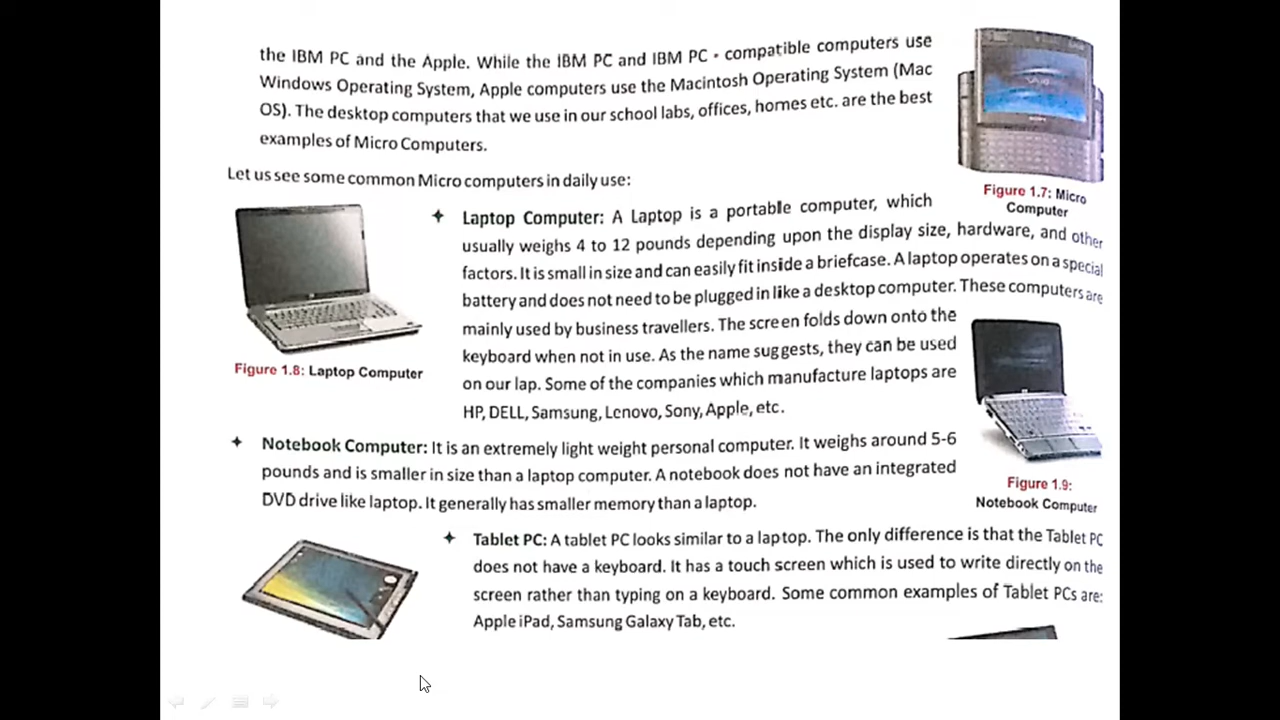 the IBM PC and the Apple. While the IBM PC and IBM PC - compatible computers use
Windows Operating System, Apple computers use the Macintosh Operating System (Mac
OS). The desktop computers that we use in our school labs, offices, homes etc. are the best
examples of Micro Computers.
Figure 1.7: Micro
Computer
Let us see some common Micro computers in daily use:
✦ Laptop Computer: A Laptop is a portable computer, which
usually weighs 4 to 12 pounds depending upon the display size, hardware, and other
factors. It is small in size and can easily fit inside a briefcase. A laptop operates on a special
battery and does not need to be plugged in like a desktop computer. These computers are
mainly used by business travellers. The screen folds down onto the
keyboard when not in use. As the name suggests, they can be used
on our lap. Some of the companies which manufacture laptops are
HP, DELL, Samsung, Lenovo, Sony, Apple, etc.
Figure 1.8: Laptop Computer
✦ Notebook Computer: It is an extremely light weight personal computer. It weighs around 5-6
pounds and is smaller in size than a laptop computer. A notebook does not have an integrated
DVD drive like laptop. It generally has smaller memory than a laptop.
Figure 1.9:
Notebook Computer
✦ Tablet PC: A tablet PC looks similar to a laptop. The only difference is that the Tablet PC
does not have a keyboard. It has a touch screen which is used to write directly on the
screen rather than typing on a keyboard. Some common examples of Tablet PCs are:
Apple iPad, Samsung Galaxy Tab, etc.